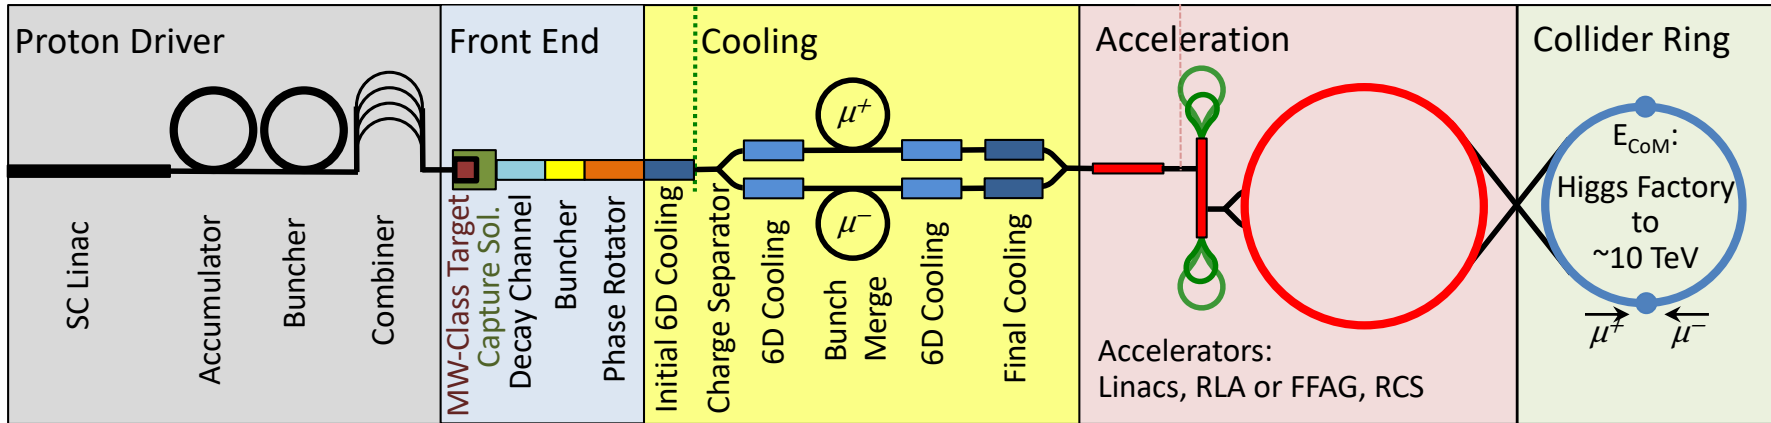 Proton Driver
Front End
Cooling
Acceleration
Collider Ring
SC Linac
Accumulator
Buncher
Combiner
MW-Class Target
Capture Sol.
Decay Channel
Buncher
Phase Rotator
Initial 6D Cooling
Charge Separator
6D Cooling
μ+
μ−
Bunch
Merge
6D Cooling
Final Cooling
Accelerators:
Linacs, RLA or FFAG, RCS
ECoM:
Higgs Factory
to
~10 TeV
μ+ μ−